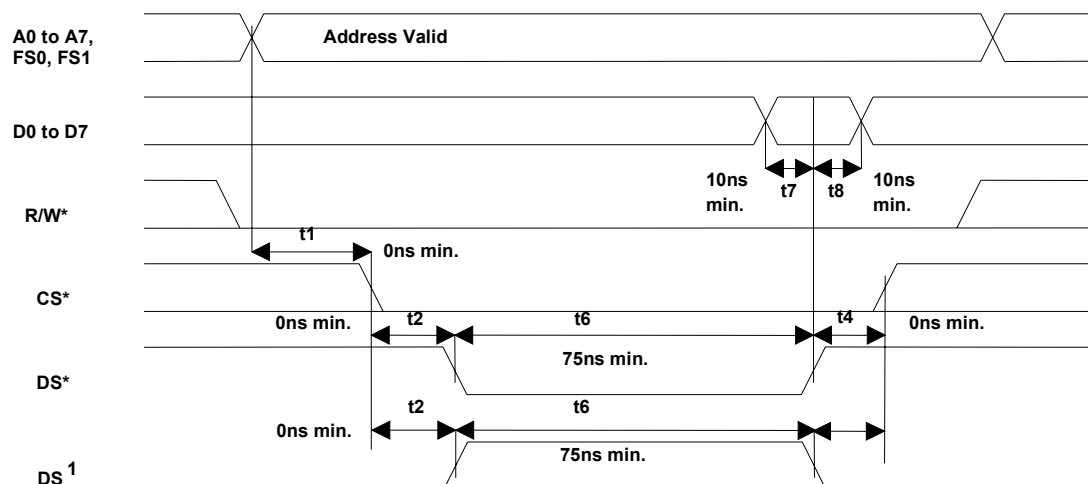 A0 to A7,
FS0, FS1
Address Valid
D0 to D7
10ns
min.
t7
t8
10ns
min.
R/W*
t1
0ns min.
CS*
0ns min.
t2
t6
t4
0ns min.
75ns min.
DS*
t2
t6
0ns min.
75ns min.
DS 1